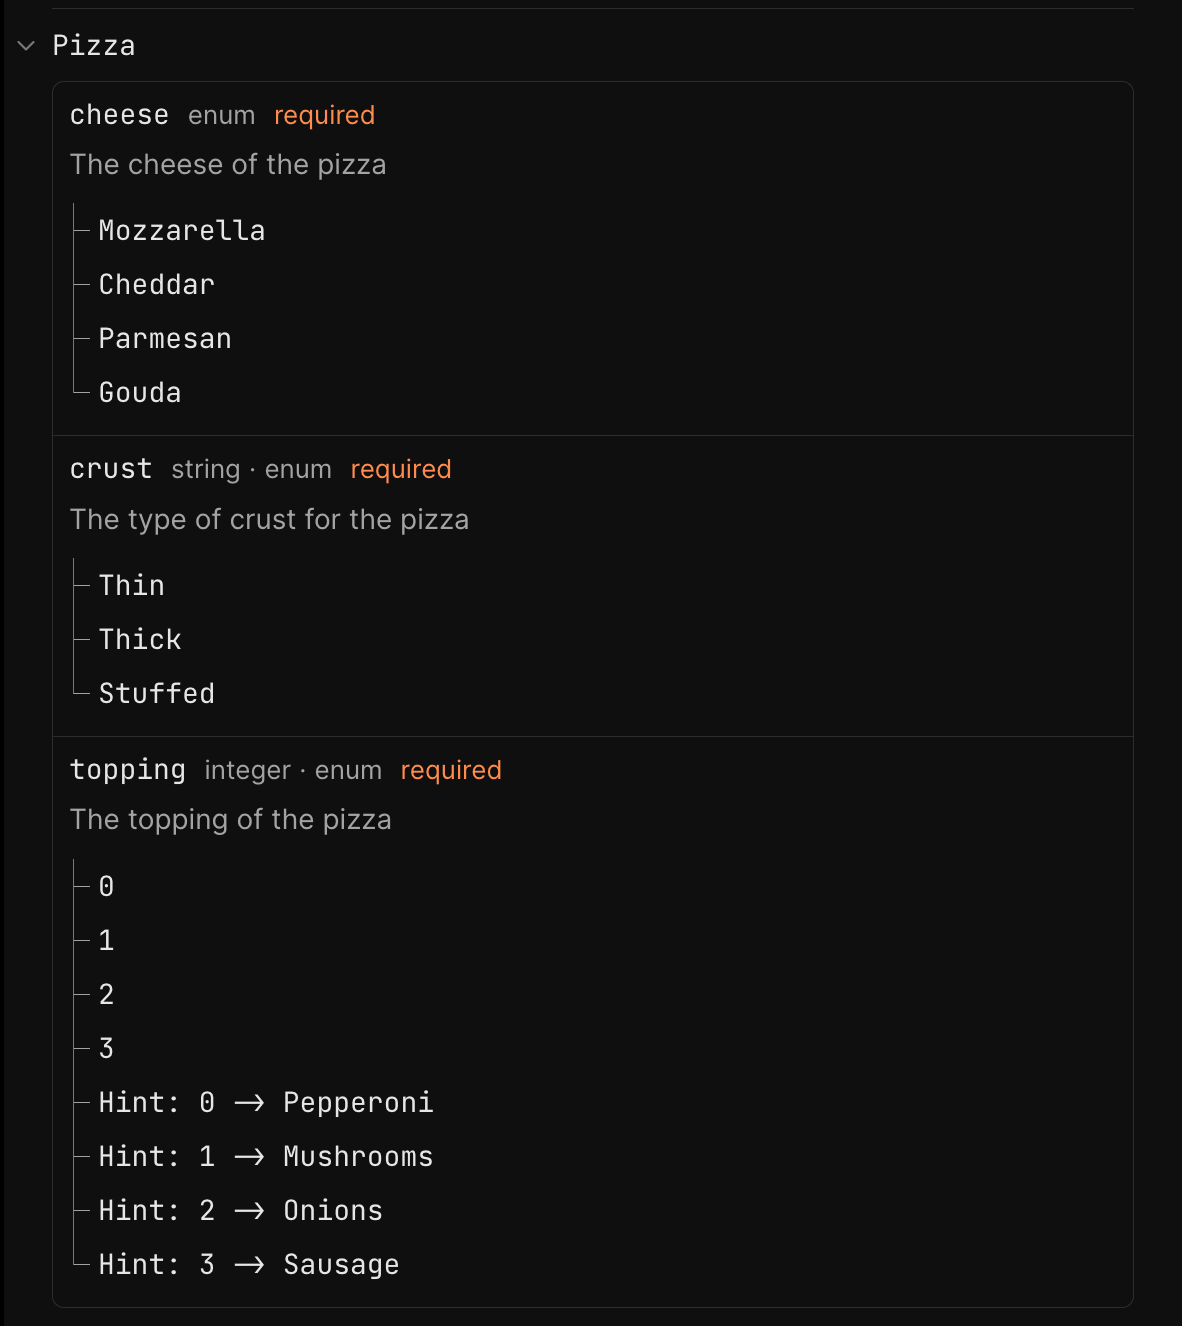 Pizza
cheese enum required
The cheese of the pizza
Mozzarella
Cheddar
Parmesan
Gouda
crust string · enum required
The type of crust for the pizza
Thin
Thick
Stuffed
topping integer · enum required
The topping of the pizza
0
1
2
3
Hint: 0 -> Pepperoni
Hint: 1 -> Mushrooms
Hint: 2 -> Onions
Hint: 3 -> Sausage